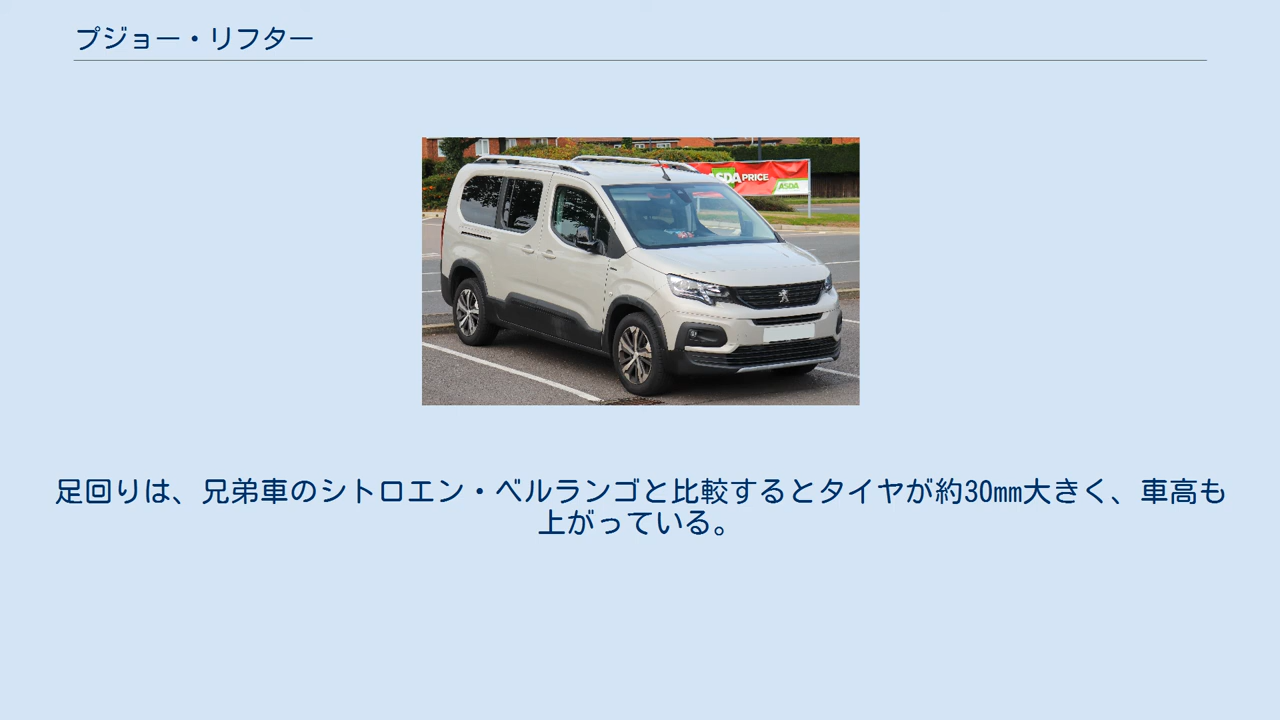 プジョー・リフター
ASDA PRICE
ASDA
足回りは、兄弟車のシトロエン・ベルランゴと比較するとタイヤが約30mm大きく、車高も
上がっている。